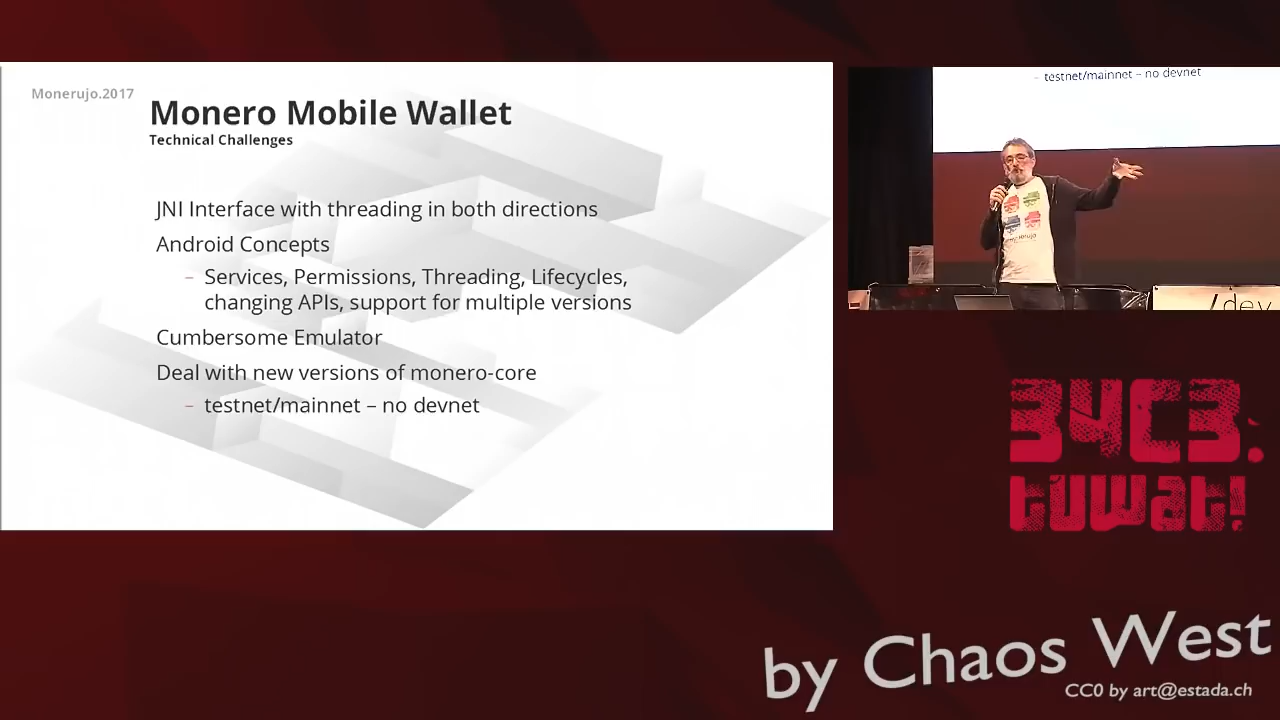 Monerujo.2017
Monero Mobile Wallet
Technical Challenges
JNI Interface with threading in both directions
Android Concepts
– Services, Permissions, Threading, Lifecycles,
changing APIs, support for multiple versions
Cumbersome Emulator
Deal with new versions of monero-core
– testnet/mainnet – no devnet
– testnet/mainnet – no devnet
/dev
34C3:
tuwat!
by Chaos West
CC0 by art@estada.ch